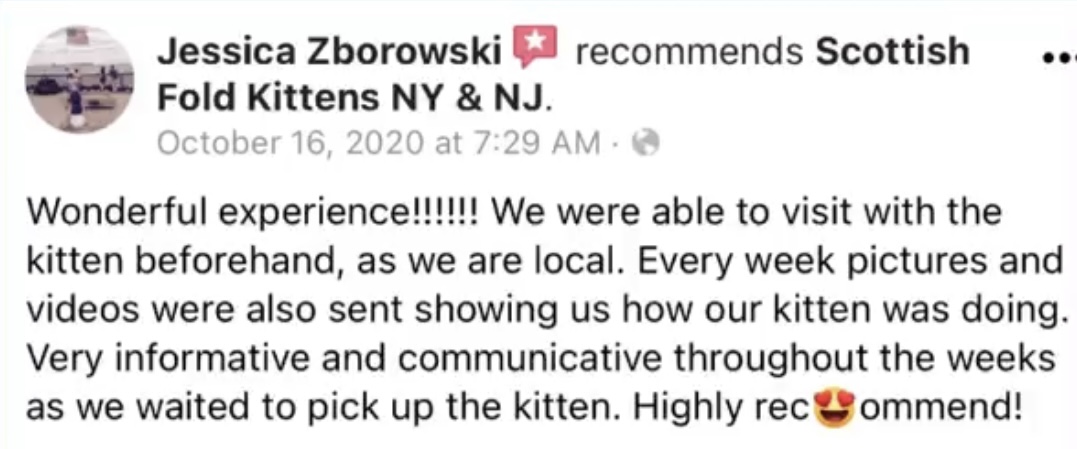 Jessica Zborowski recommends Scottish
Fold Kittens NY & NJ.
October 16, 2020 at 7:29 AM ·
Wonderful experience!!!!!! We were able to visit with the
kitten beforehand, as we are local. Every week pictures and
videos were also sent showing us how our kitten was doing.
Very informative and communicative throughout the weeks
as we waited to pick up the kitten. Highly rec😍ommend!